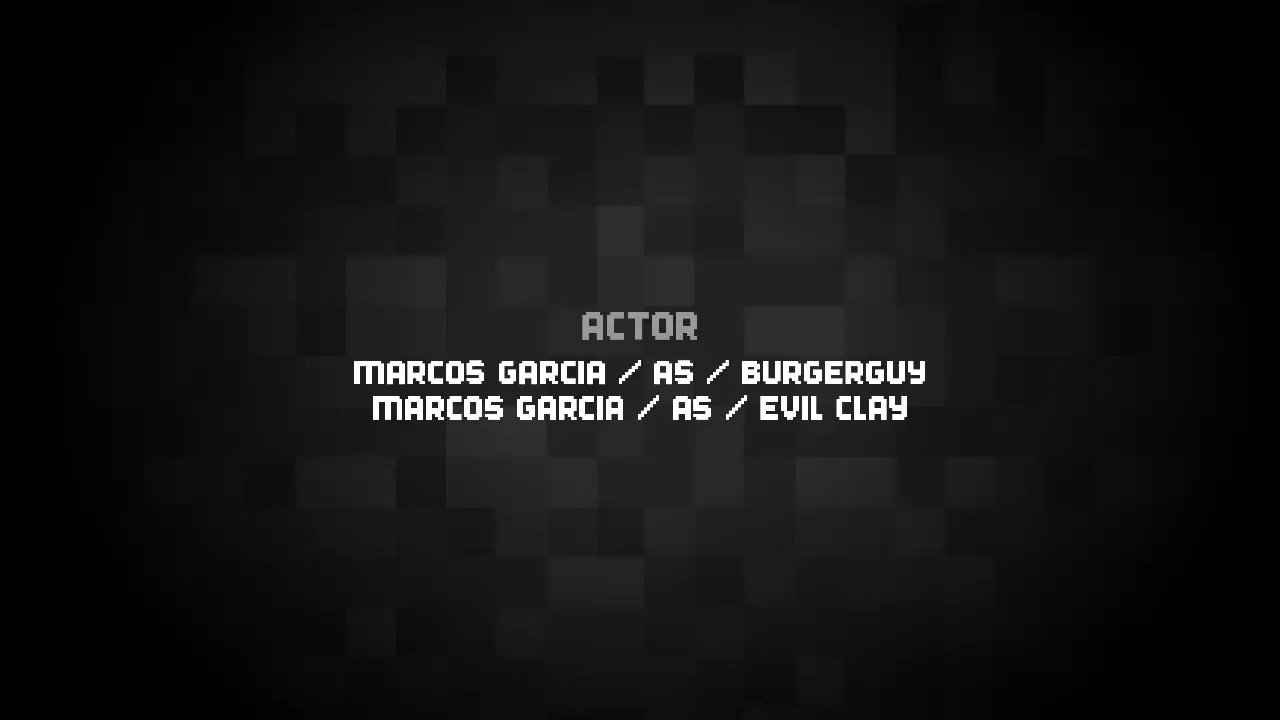 ACTOR
MARCOS GARCIA / AS / BURGERGUY
MARCOS GARCIA / AS / EVIL CLAY